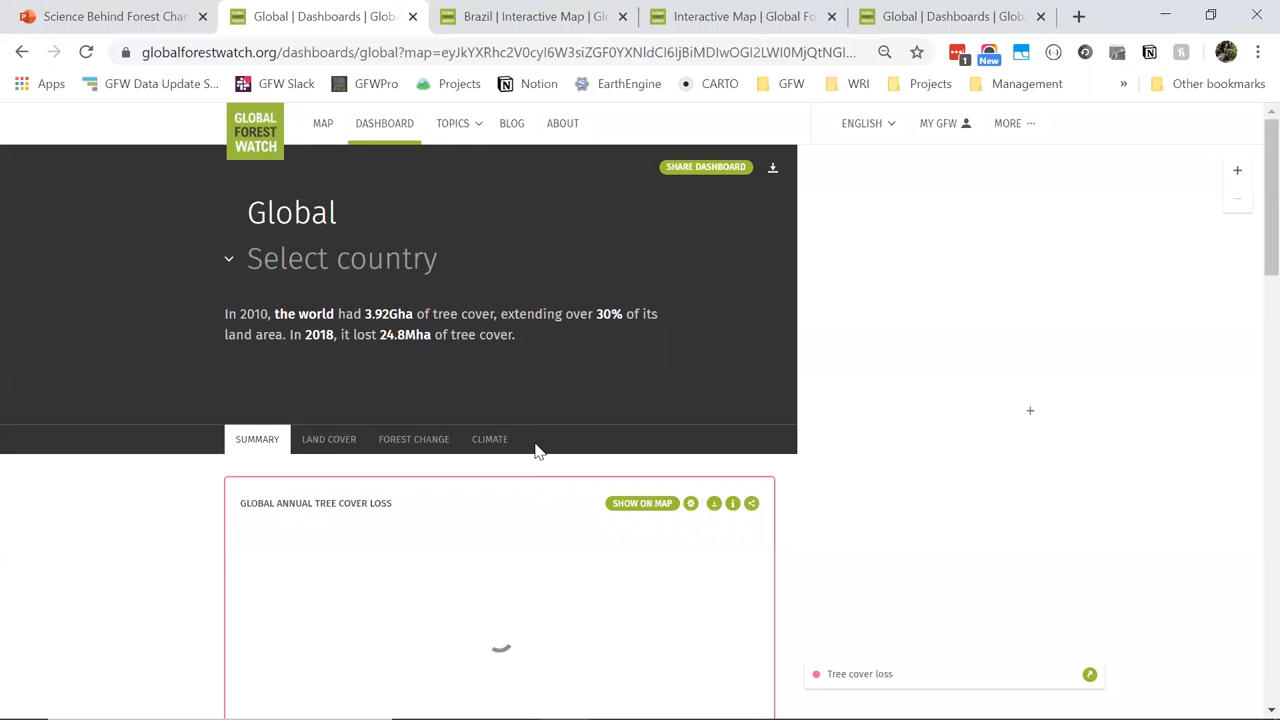 Science Behind Forests an
Global | Dashboards | Glob
Brazil | Interactive Map | Gl
Interactive Map | Global Fo
Global | Dashboards | Glob
globalforestwatch.org/dashboards/global?map=eyJkYXRhc2V0cyI6W3siZGF0YXNldCI6IjBiMDIwOGI2LWI0MjQtNGI...
1
New
Apps
GFW Data Update S...
GFW Slack
GFWPro
Projects
Notion
EarthEngine
CARTO
GFW
WRI
Projects
Management
»
Other bookmarks
GLOBAL
FOREST
WATCH
MAP
DASHBOARD
TOPICS
BLOG
ABOUT
ENGLISH
MY GFW
MORE ···
SHARE DASHBOARD
Global
Select country
In 2010, the world had 3.92Gha of tree cover, extending over 30% of its
land area. In 2018, it lost 24.8Mha of tree cover.
SUMMARY
LAND COVER
FOREST CHANGE
CLIMATE
GLOBAL ANNUAL TREE COVER LOSS
SHOW ON MAP
Tree cover loss